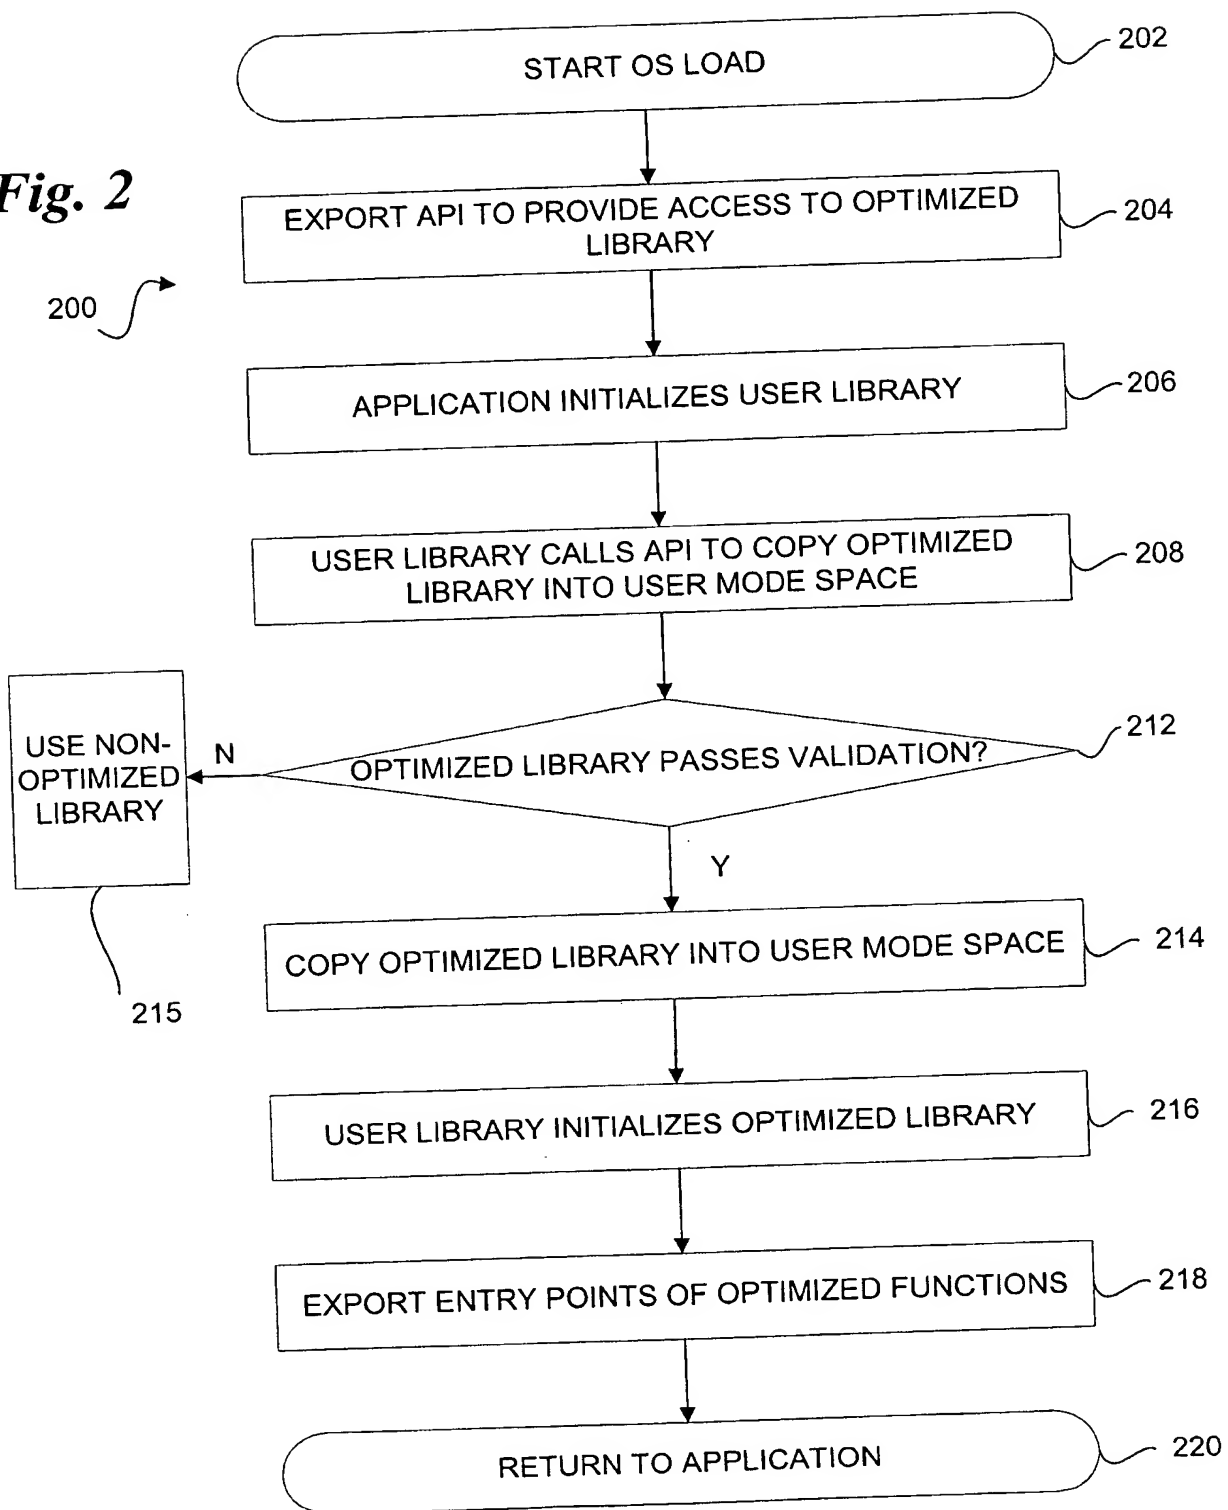 START OS LOAD
202
Fig. 2
EXPORT API TO PROVIDE ACCESS TO OPTIMIZED
LIBRARY
204
200
APPLICATION INITIALIZES USER LIBRARY
206
USER LIBRARY CALLS API TO COPY OPTIMIZED
LIBRARY INTO USER MODE SPACE
208
USE NON-
OPTIMIZED
LIBRARY
N
OPTIMIZED LIBRARY PASSES VALIDATION?
212
Y
215
COPY OPTIMIZED LIBRARY INTO USER MODE SPACE
214
USER LIBRARY INITIALIZES OPTIMIZED LIBRARY
216
EXPORT ENTRY POINTS OF OPTIMIZED FUNCTIONS
218
RETURN TO APPLICATION
220